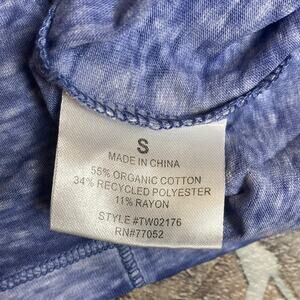 S
MADE IN CHINA
55% ORGANIC COTTON
34% RECYCLED POLYESTER
11% RAYON
STYLE #TW02176
RN#77052